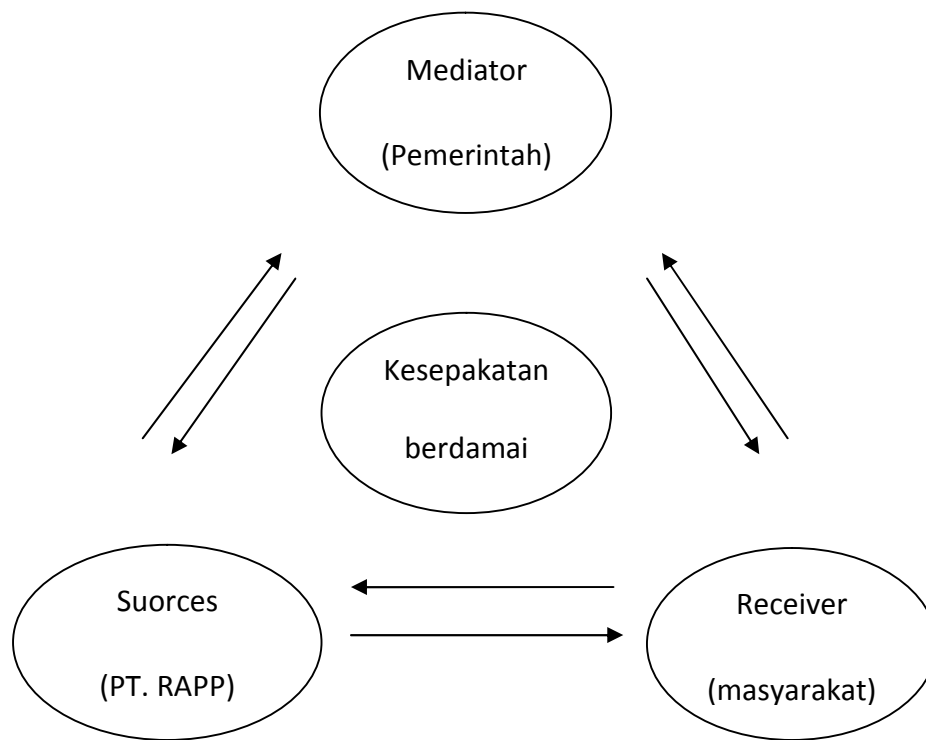 Mediator
(Pemerintah)
Kesepakatan
berdamai
Suorces
(PT. RAPP)
Receiver
(masyarakat)